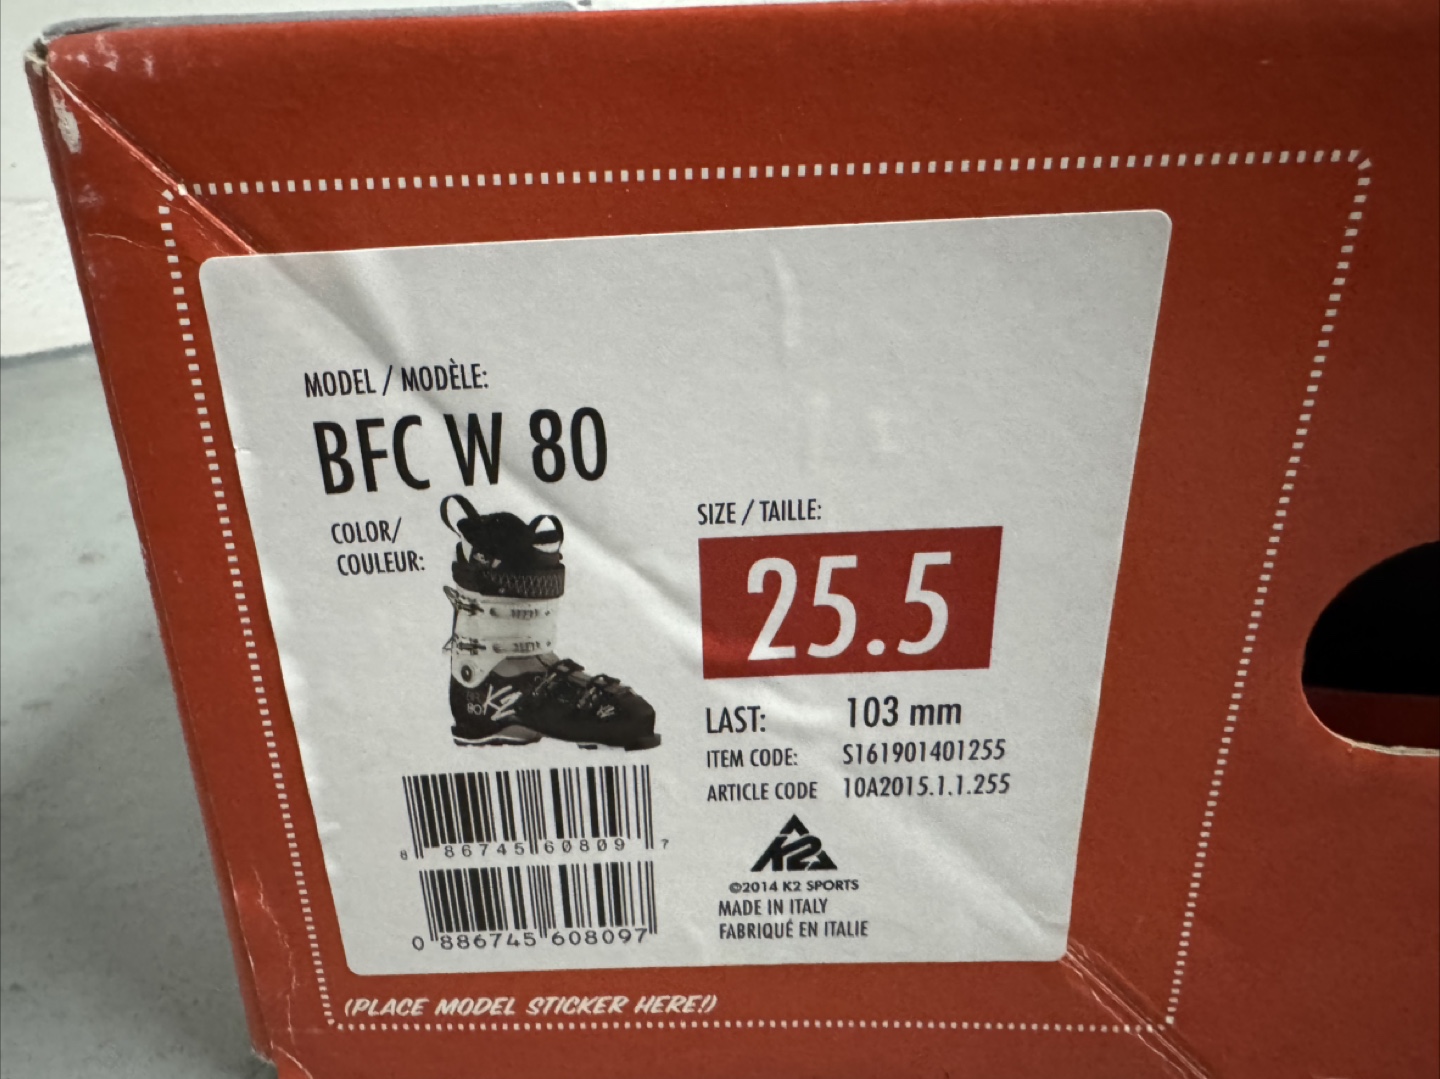 MODEL / MODÈLE:
BFC W 80
COLOR/
COULEUR:
80
K2
SIZE / TAILLE:
25.5
LAST: 103 mm
ITEM CODE: S161901401255
ARTICLE CODE 10A2015.1.1.255
8 86745 60809 7
0 886745 608097
K2
©2014 K2 SPORTS
MADE IN ITALY
FABRIQUÉ EN ITALIE
(PLACE MODEL STICKER HERE!)